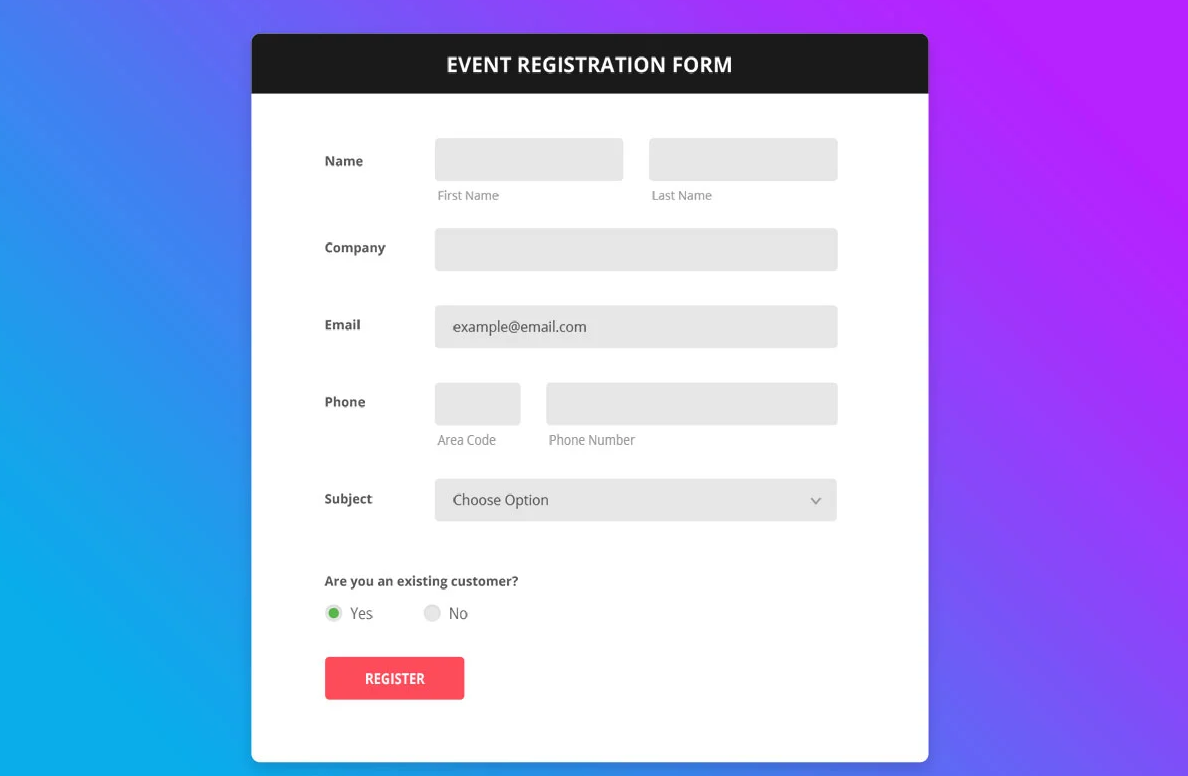 EVENT REGISTRATION FORM
Name
First Name Last Name
Company
Email example@email.com
Phone
Area Code Phone Number
Subject Choose Option
Are you an existing customer?
Yes No
REGISTER